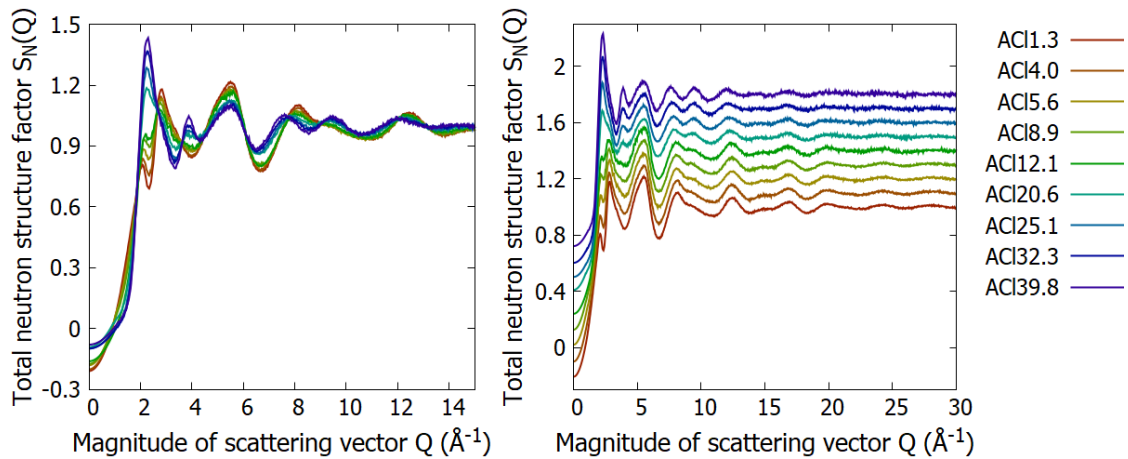 Total neutron structure factor S_N(Q)
1.5
1.2
0.9
0.6
0.3
0
-0.3
0 2 4 6 8 10 12 14
Magnitude of scattering vector Q (Å⁻¹)
Total neutron structure factor S_N(Q)
2
1.6
1.2
0.8
0.4
0
0 5 10 15 20 25 30
Magnitude of scattering vector Q (Å⁻¹)
ACl1.3
ACl4.0
ACl5.6
ACl8.9
ACl12.1
ACl20.6
ACl25.1
ACl32.3
ACl39.8